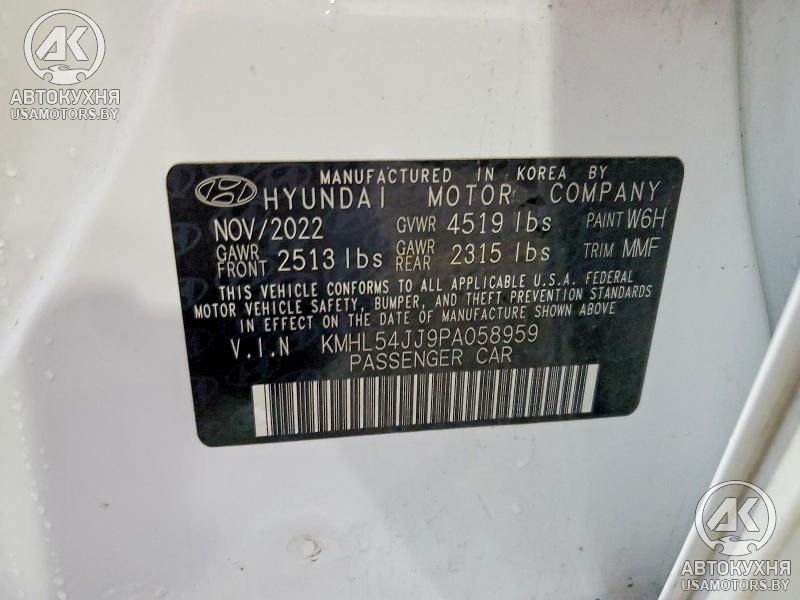 AK
АВТОКУХНЯ
USAMOTORS.BY
MANUFACTURED IN KOREA BY
HYUNDAI MOTOR COMPANY
NOV/2022 GVWR 4519 lbs PAINT W6H
GAWR FRONT 2513 lbs GAWR REAR 2315 lbs TRIM MMF
THIS VEHICLE CONFORMS TO ALL APPLICABLE U.S.A. FEDERAL
MOTOR VEHICLE SAFETY, BUMPER, AND THEFT PREVENTION STANDARDS
IN EFFECT ON THE DATE OF MANUFACTURE SHOWN ABOVE
V.I.N KMHL54JJ9PA058959
PASSENGER CAR
AK
АВТОКУХНЯ
USAMOTORS.BY